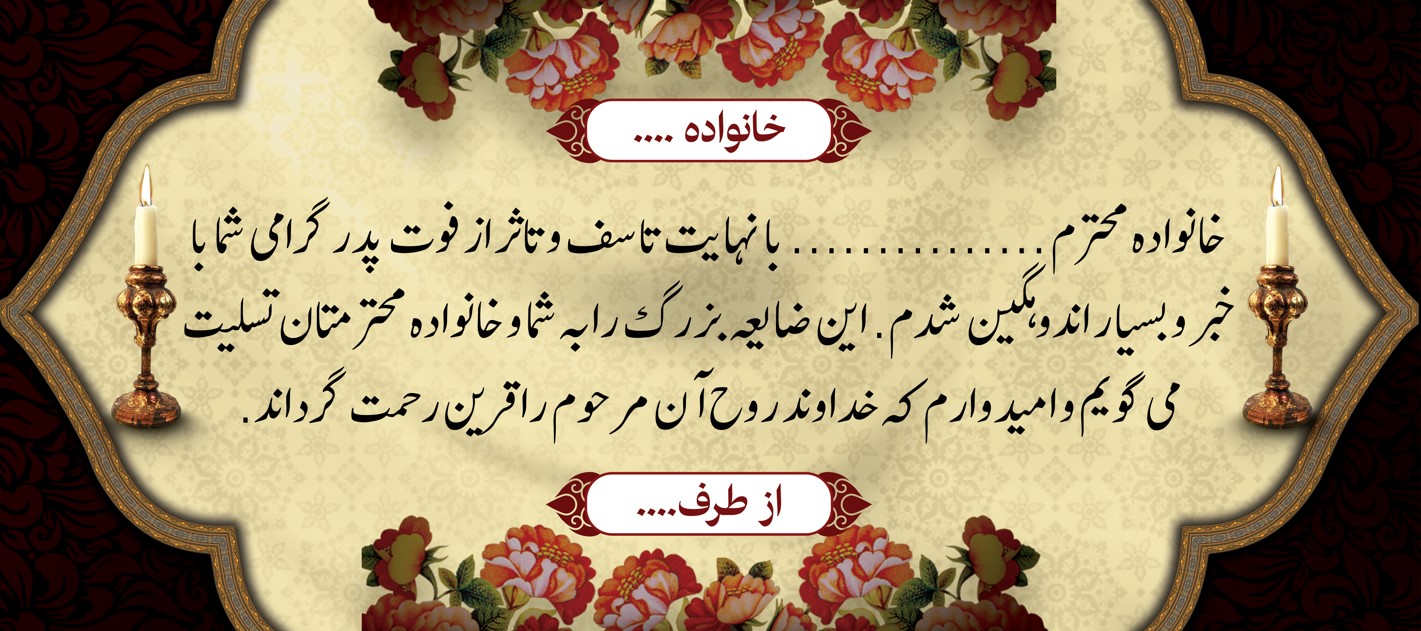 خانواده ....
خانواده محترم ............... با نهایت تاسف و تاثر از فوت پدر گرامی شما با
خبر و بسیار اندوهگین شدم. این ضایعه بزرگ را به شما و خانواده محترمتان تسلیت
می گویم و امیدوارم که خداوند روح آن مرحوم را قرین رحمت گرداند.
از طرف....